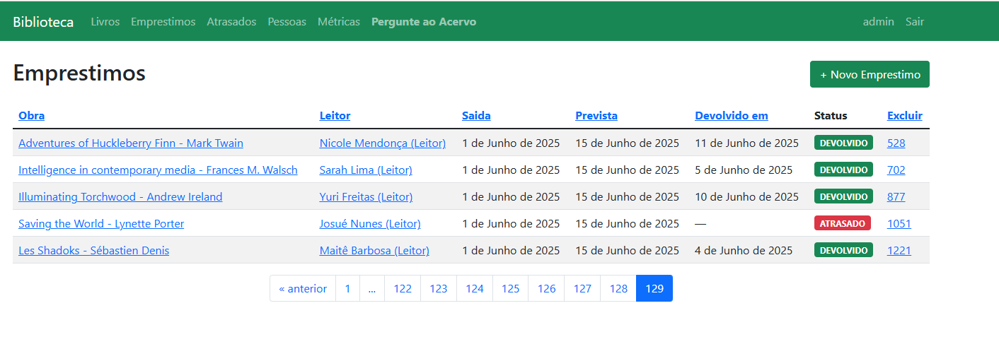 Biblioteca Livros Emprestimos Atrasados Pessoas Métricas Pergunte ao Acervo admin Sair
Emprestimos + Novo Emprestimo
Obra Leitor Saida Prevista Devolvido em Status Excluir
Adventures of Huckleberry Finn - Mark Twain Nicole Mendonça (Leitor) 1 de Junho de 2025 15 de Junho de 2025 11 de Junho de 2025 DEVOLVIDO 528
Intelligence in contemporary media - Frances M. Walsch Sarah Lima (Leitor) 1 de Junho de 2025 15 de Junho de 2025 5 de Junho de 2025 DEVOLVIDO 702
Illuminating Torchwood - Andrew Ireland Yuri Freitas (Leitor) 1 de Junho de 2025 15 de Junho de 2025 10 de Junho de 2025 DEVOLVIDO 877
Saving the World - Lynette Porter Josué Nunes (Leitor) 1 de Junho de 2025 15 de Junho de 2025 — ATRASADO 1051
Les Shadoks - Sébastien Denis Maitê Barbosa (Leitor) 1 de Junho de 2025 15 de Junho de 2025 4 de Junho de 2025 DEVOLVIDO 1221
« anterior 1 ... 122 123 124 125 126 127 128 129